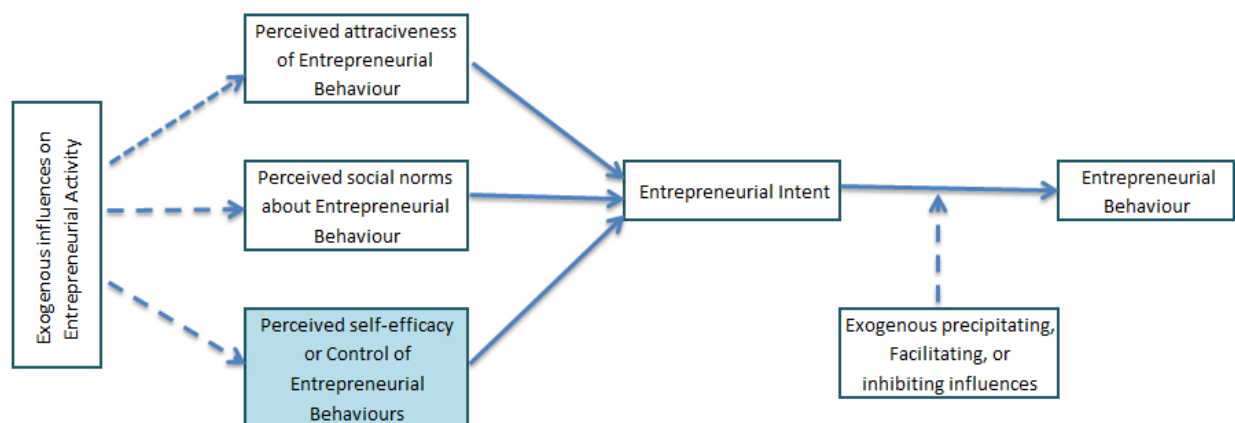 Exogenous influences on
Entrepreneurial Activity
Perceived attraciveness
of Entrepreneurial
Behaviour
Perceived social norms
about Entrepreneurial
Behaviour
Perceived self-efficacy
or Control of
Entrepreneurial
Behaviours
Entrepreneurial Intent
Entrepreneurial
Behaviour
Exogenous precipitating,
Facilitating, or
inhibiting influences